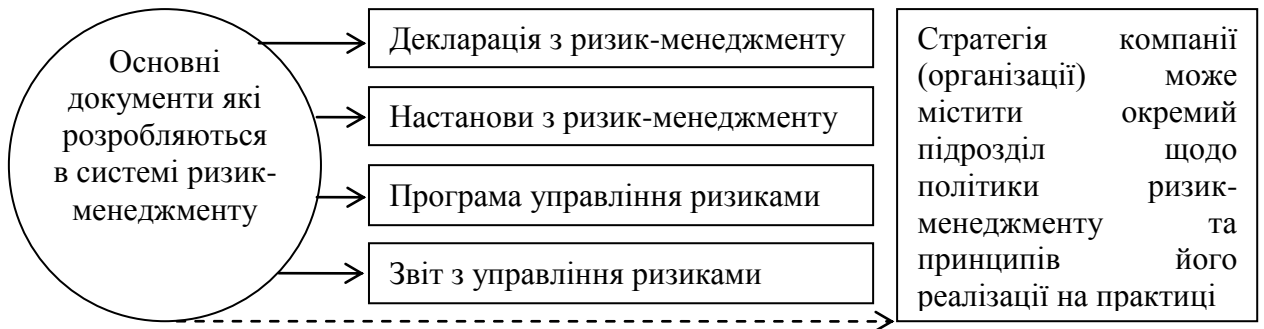 Основні
документи які
розробляються
в системі ризик-
менеджменту
Декларація з ризик-менеджменту
Настанови з ризик-менеджменту
Програма управління ризиками
Звіт з управління ризиками
Стратегія компанії
(організації) може
містити окремий
підрозділ щодо
політики ризик-
менеджменту та
принципів його
реалізації на практиці